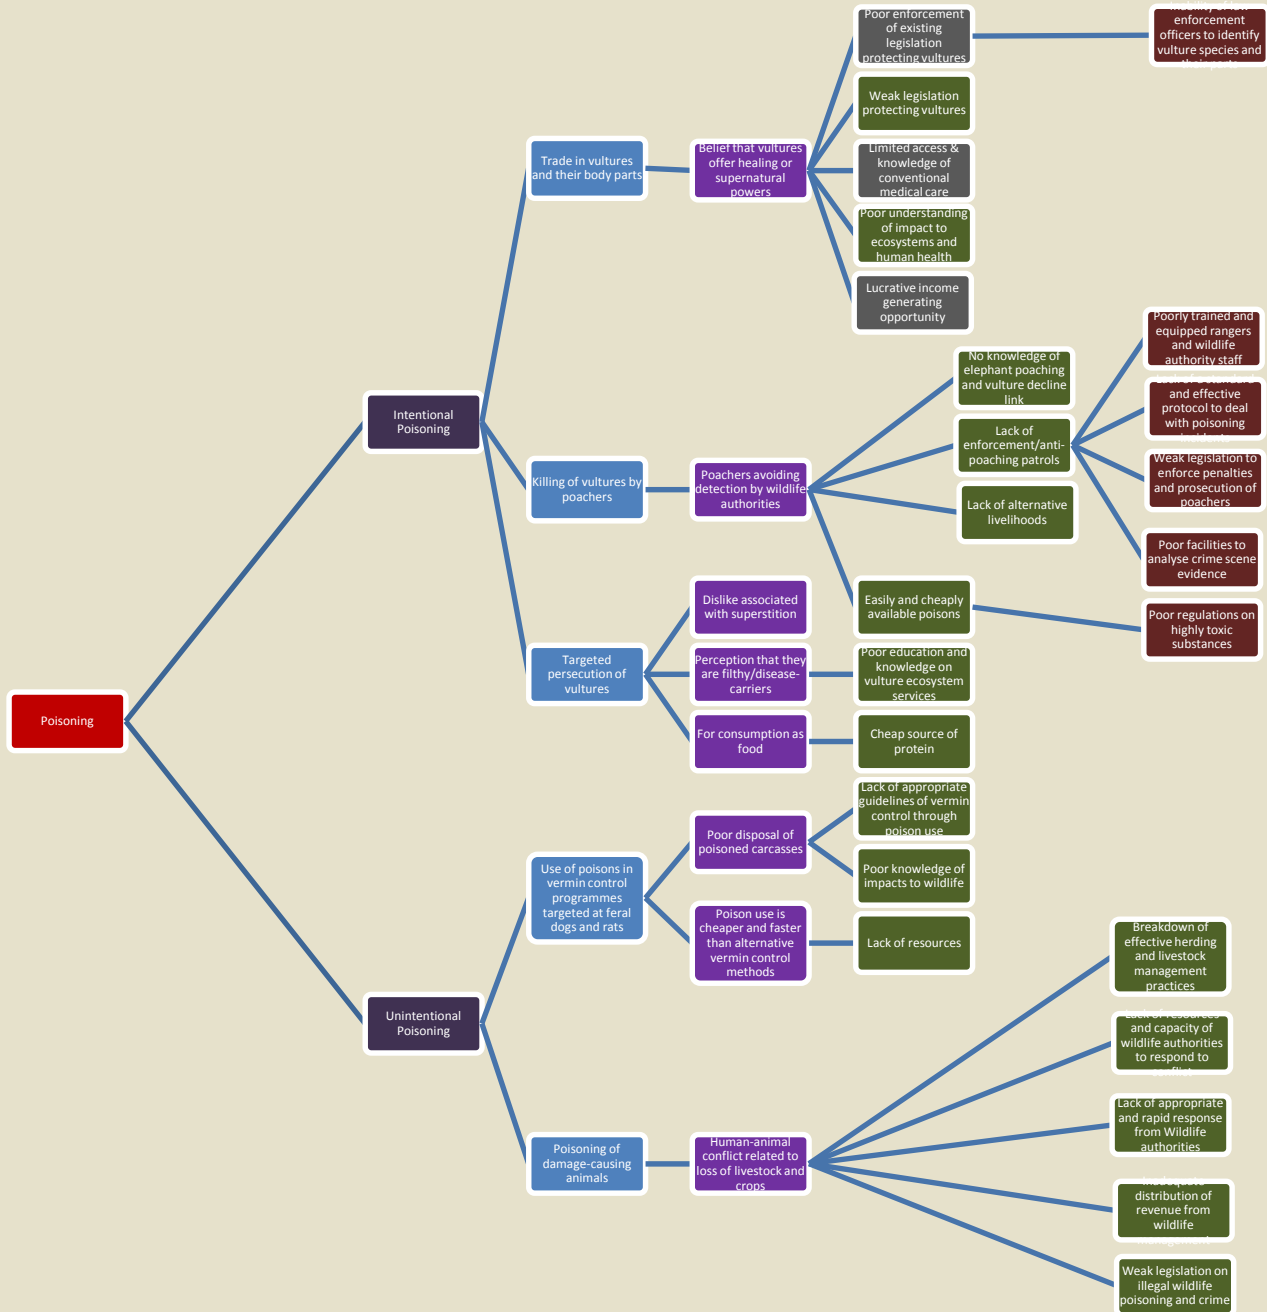 Poisoning
Intentional
Poisoning
Unintentional
Poisoning
Trade in vultures
and their body parts
Killing of vultures by
poachers
Targeted
persecution of
vultures
Use of poisons in
vermin control
programmes
targeted at feral
dogs and rats
Poisoning of
damage-causing
animals
Belief that vultures
offer healing or
supernatural
powers
Poachers avoiding
detection by wildlife
authorities
Dislike associated
with superstition
Perception that they
are filthy/disease-
carriers
For consumption as
food
Poor disposal of
poisoned carcasses
Poison use is
cheaper and faster
than alternative
vermin control
methods
Human-animal
conflict related to
loss of livestock and
crops
Poor enforcement
of existing
legislation
protecting vultures
Weak legislation
protecting vultures
Limited access &
knowledge of
conventional
medical care
Poor understanding
of impact to
ecosystems and
human health
Lucrative income
generating
opportunity
No knowledge of
elephant poaching
and vulture decline
link
Lack of
enforcement/anti-
poaching patrols
Lack of alternative
livelihoods
Easily and cheaply
available poisons
Poor education and
knowledge on
vulture ecosystem
services
Cheap source of
protein
Lack of appropriate
guidelines of vermin
control through
poison use
Poor knowledge of
impacts to wildlife
Lack of resources
enforcement
officers to identify
vulture species and
Poorly trained and
equipped rangers
and wildlife
authority staff
and effective
protocol to deal
with poisoning
Weak legislation to
enforce penalties
and prosecution of
poachers
Poor facilities to
analyse crime scene
evidence
Poor regulations on
highly toxic
substances
Breakdown of
effective herding
and livestock
management
practices
Lack of resources
and capacity of
wildlife authorities
to respond to
conflict
Lack of appropriate
and rapid response
from Wildlife
authorities
distribution of
revenue from
wildlife
Weak legislation on
illegal wildlife
poisoning and crime